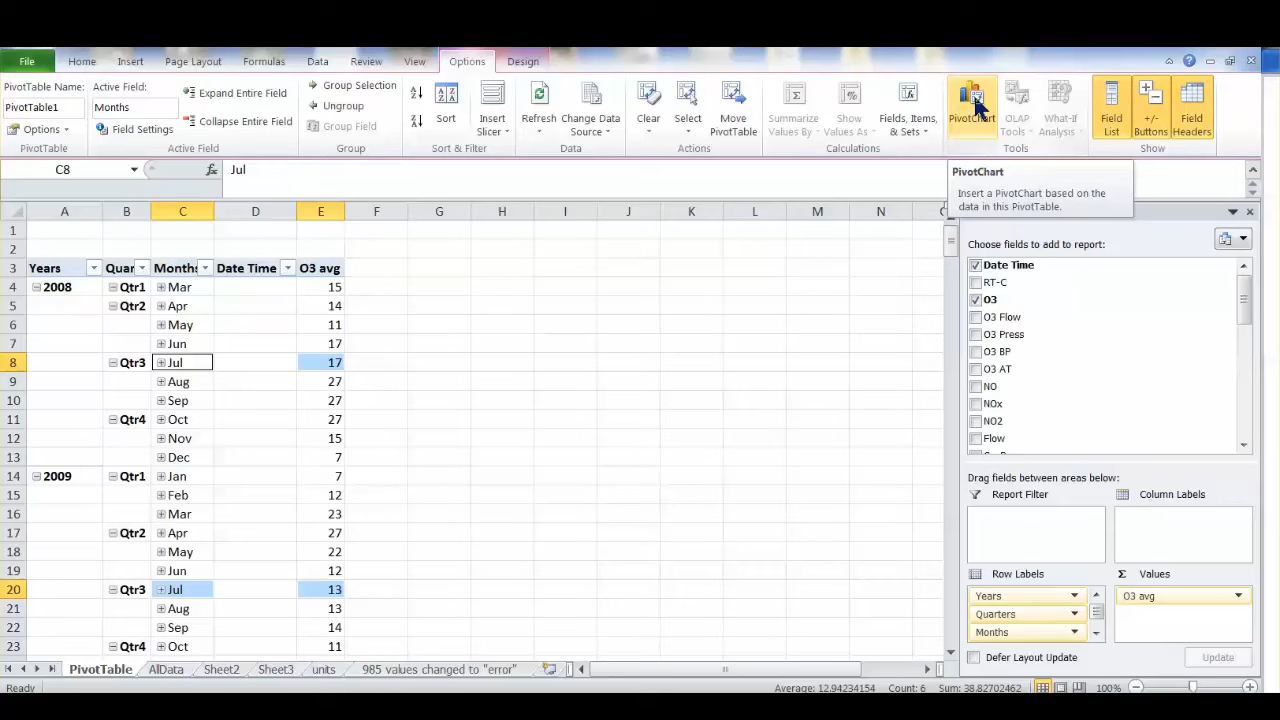 File Home Insert Page Layout Formulas Data Review View Options Design
PivotTable Name: Active Field:
PivotTable1 Months
Options Field Settings
Expand Entire Field
Collapse Entire Field
Group Selection
Ungroup
Group Field
Sort
Insert Slicer
Refresh
Change Data Source
Clear
Select
Move PivotTable
Summarize Values By
Show Values As
Fields, Items, & Sets
PivotChart
OLAP Tools
What-If Analysis
Field List
+/- Buttons
Field Headers
PivotTable Active Field Group Sort & Filter Data Actions Calculations Tools Show
C8 fx Jul
PivotChart
Insert a PivotChart based on the
data in this PivotTable.
A B C D E F G H I J K L M N
1
2
3 Years Quar Months Date Time O3 avg
4 2008 Qtr1 Mar 15
5 Qtr2 Apr 14
6 May 11
7 Jun 17
8 Qtr3 Jul 17
9 Aug 27
10 Sep 27
11 Qtr4 Oct 27
12 Nov 15
13 Dec 7
14 2009 Qtr1 Jan 7
15 Feb 12
16 Mar 23
17 Qtr2 Apr 27
18 May 22
19 Jun 12
20 Qtr3 Jul 13
21 Aug 13
22 Sep 14
23 Qtr4 Oct 11
Choose fields to add to report:
Date Time
RT-C
O3
O3 Flow
O3 Press
O3 BP
O3 AT
NO
NOx
NO2
Flow
Drag fields between areas below:
Report Filter Column Labels
Row Labels Σ Values
Years O3 avg
Quarters
Months
Defer Layout Update Update
PivotTable AllData Sheet2 Sheet3 units 985 values changed to "error"
Ready Average: 12.94234154 Count: 6 Sum: 38.82702462 100%